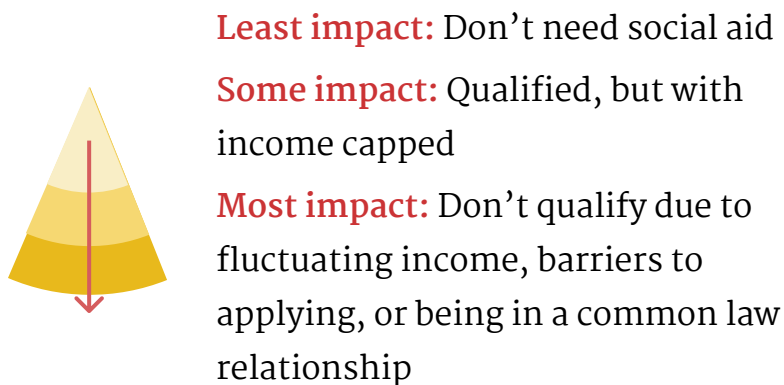 Least impact: Don’t need social aid
Some impact: Qualified, but with
income capped
Most impact: Don’t qualify due to
fluctuating income, barriers to
applying, or being in a common law
relationship